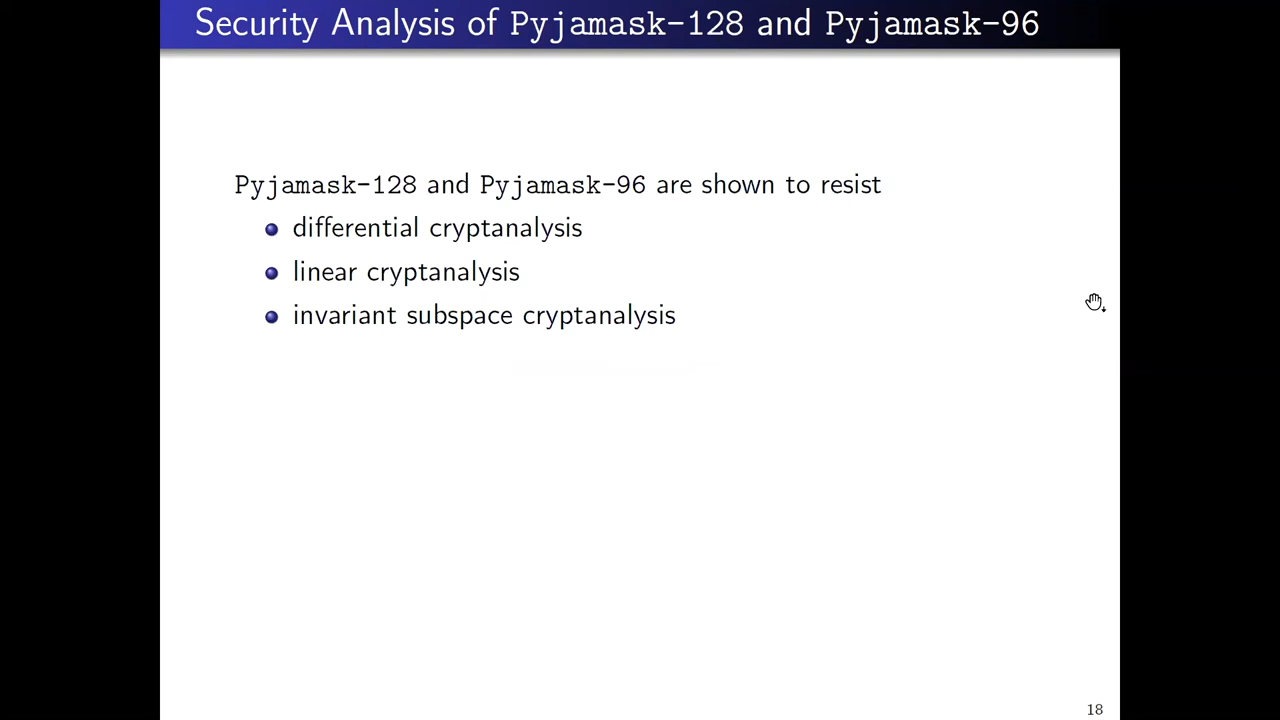 Security Analysis of Pyjamask-128 and Pyjamask-96
Pyjamask-128 and Pyjamask-96 are shown to resist
differential cryptanalysis
linear cryptanalysis
invariant subspace cryptanalysis
18